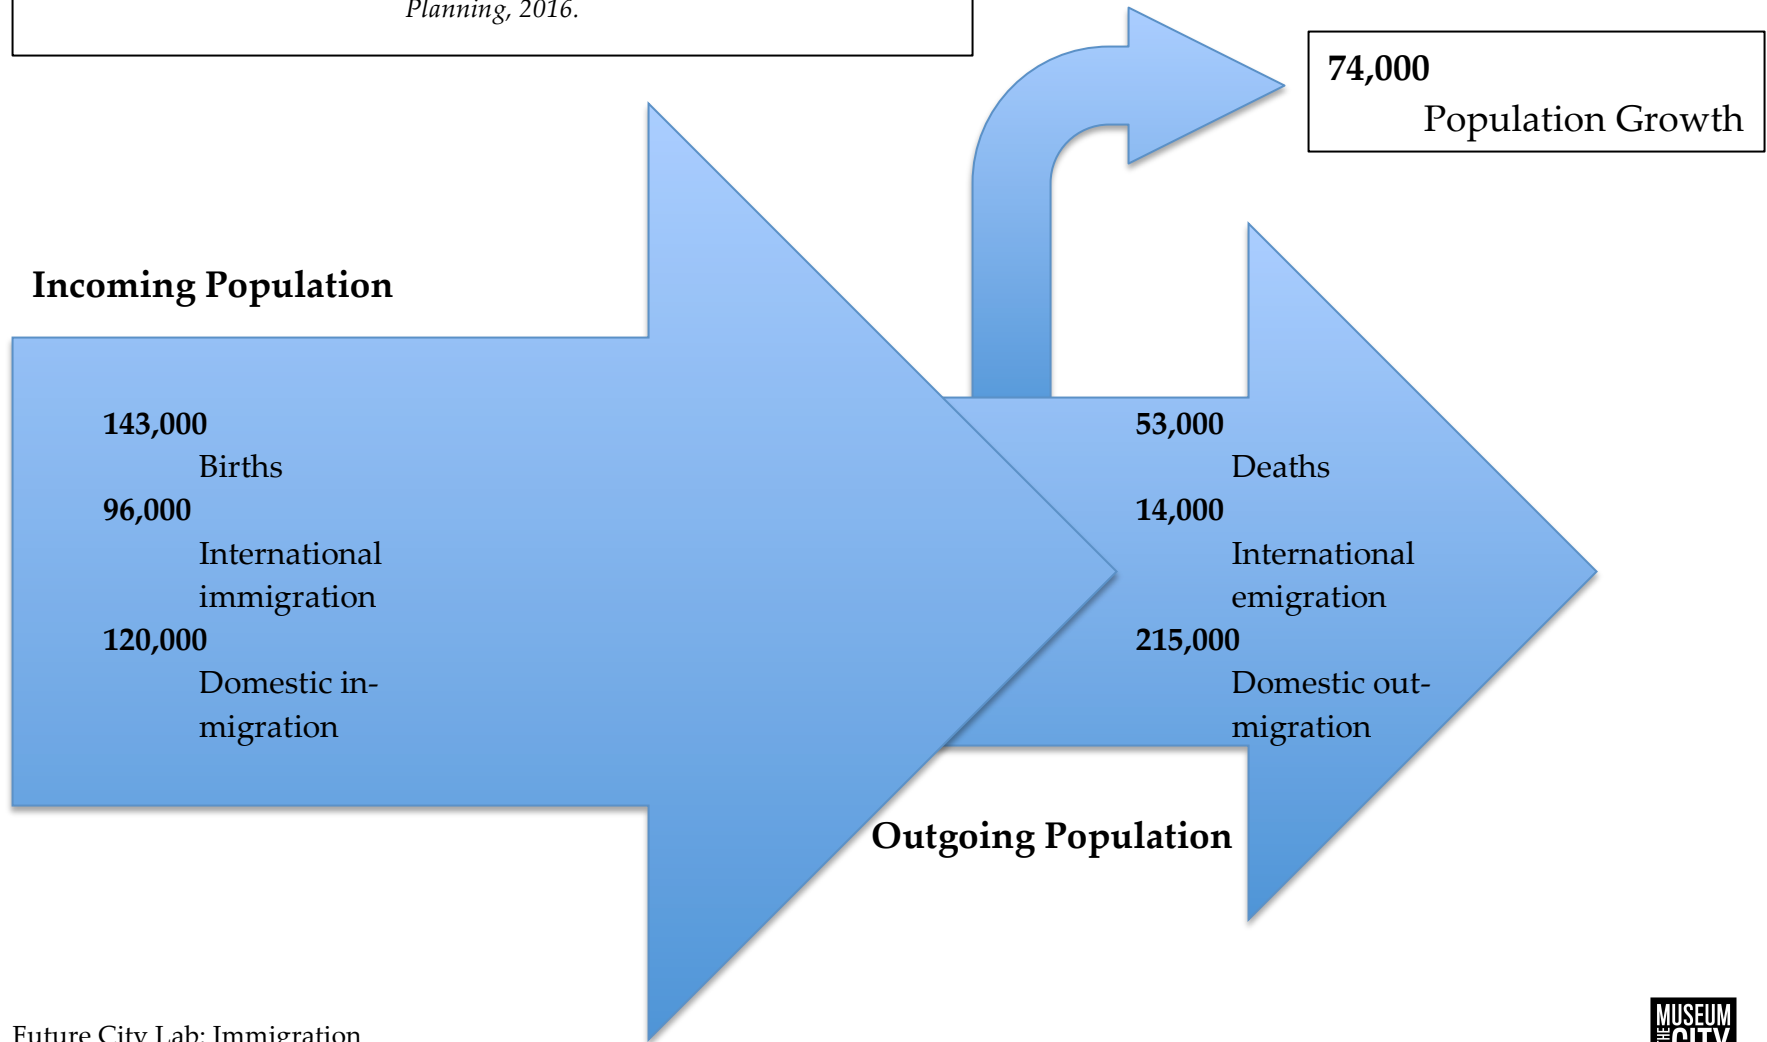 Planning, 2016.
74,000
Population Growth
Incoming Population
143,000
Births
96,000
International
immigration
120,000
Domestic in-
migration
53,000
Deaths
14,000
International
emigration
215,000
Domestic out-
migration
Outgoing Population
Future City Lab: Immigration
MUSEUM
THE CITY